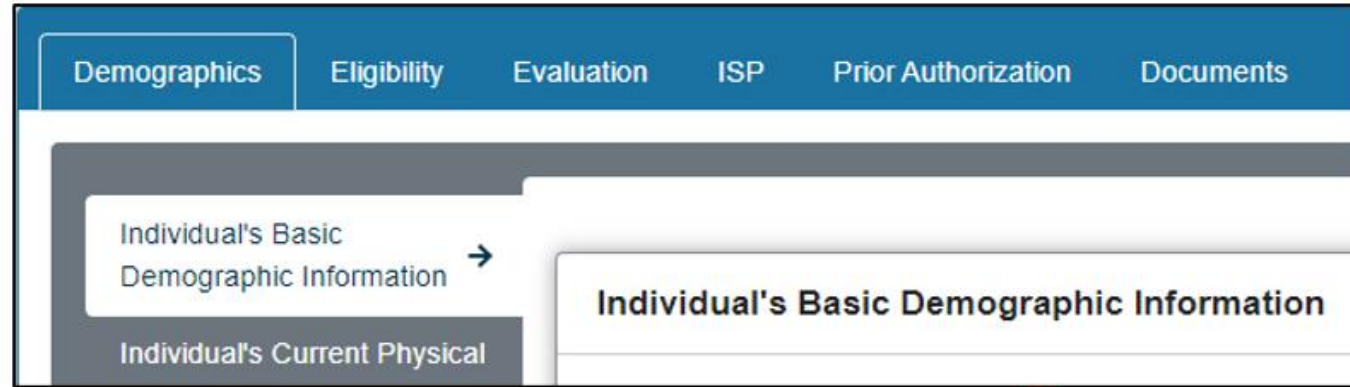 Demographics Eligibility Evaluation ISP Prior Authorization Documents
Individual's Basic
Demographic Information
Individual's Basic Demographic Information
Individual's Current Physical